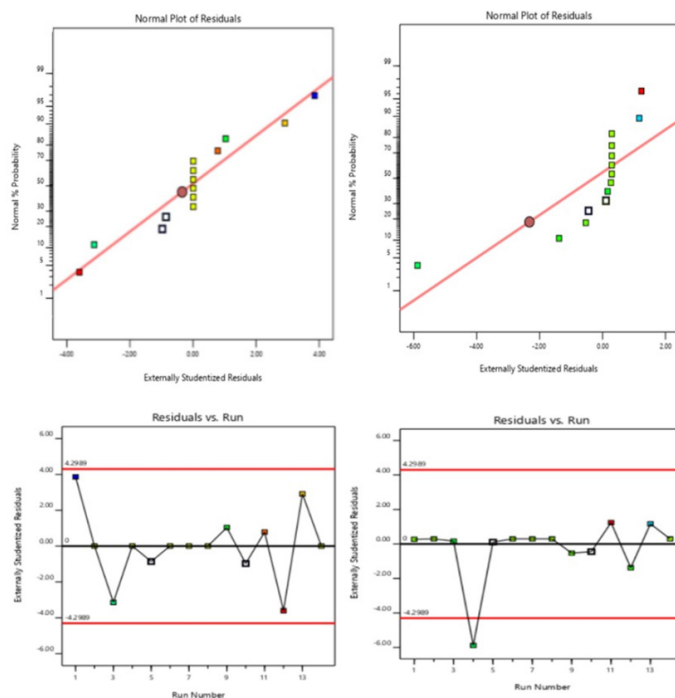 Normal Plot of Residuals
Normal % Probability
99
95
90
80
70
50
30
20
10
5
1
-4.00 -2.00 0.00 2.00 4.00
Externally Studentized Residuals
Normal Plot of Residuals
Normal % Probability
99
95
90
80
70
50
30
20
10
5
1
-6.00 -4.00 -2.00 0.00 2.00
Externally Studentized Residuals
Residuals vs. Run
Externally Studentized Residuals
6.00
4.2989
4.00
2.00
0
0.00
-2.00
-4.00
-4.2989
-6.00
1 3 5 7 9 11 13
Run Number
Residuals vs. Run
Externally Studentized Residuals
6.00
4.2989
4.00
2.00
0
0.00
-2.00
-4.00
-4.2989
-6.00
1 3 5 7 9 11 13
Run Number